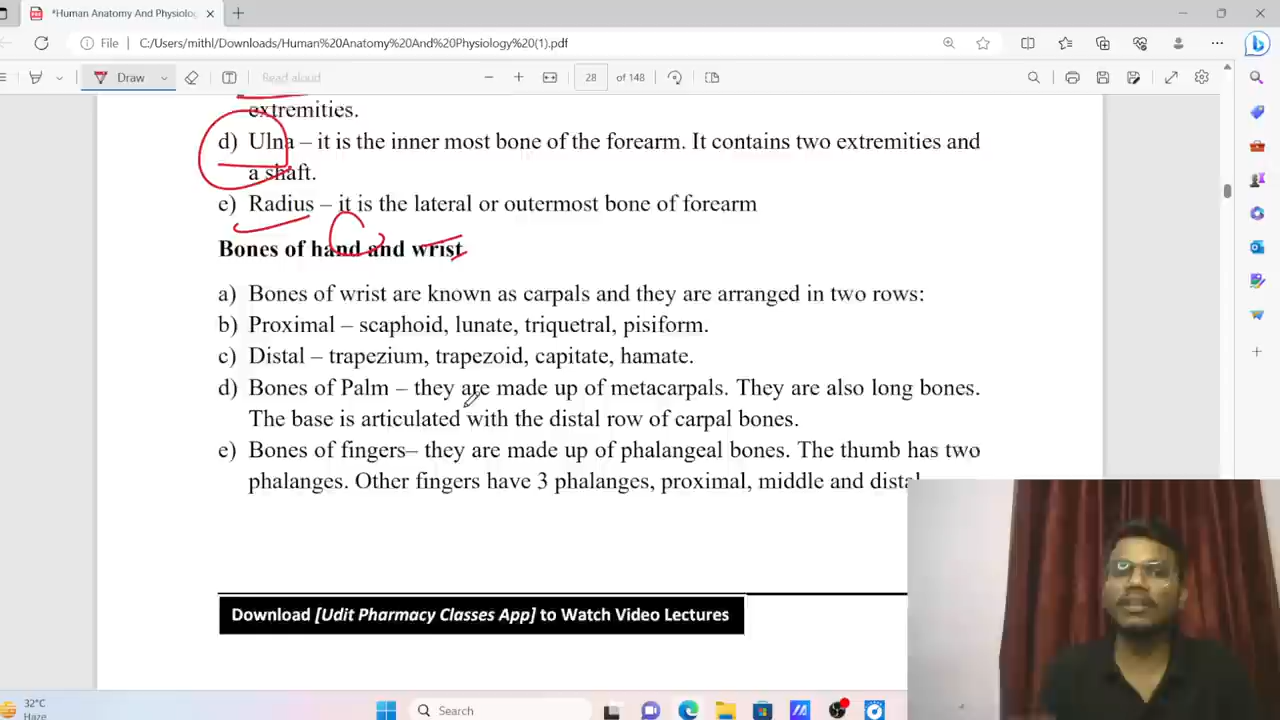 *Human Anatomy And Physiolog
File
C:/Users/mithl/Downloads/Human%20Anatomy%20And%20Physiology%20(1).pdf
Draw
Read aloud
28
of 148
extremities.
d) Ulna – it is the inner most bone of the forearm. It contains two extremities and
a shaft.
e) Radius – it is the lateral or outermost bone of forearm
Bones of hand and wrist
a) Bones of wrist are known as carpals and they are arranged in two rows:
b) Proximal – scaphoid, lunate, triquetral, pisiform.
c) Distal – trapezium, trapezoid, capitate, hamate.
d) Bones of Palm – they are made up of metacarpals. They are also long bones.
The base is articulated with the distal row of carpal bones.
e) Bones of fingers– they are made up of phalangeal bones. The thumb has two
phalanges. Other fingers have 3 phalanges, proximal, middle and distal
Download [Udit Pharmacy Classes App] to Watch Video Lectures
32°C
Haze
Search